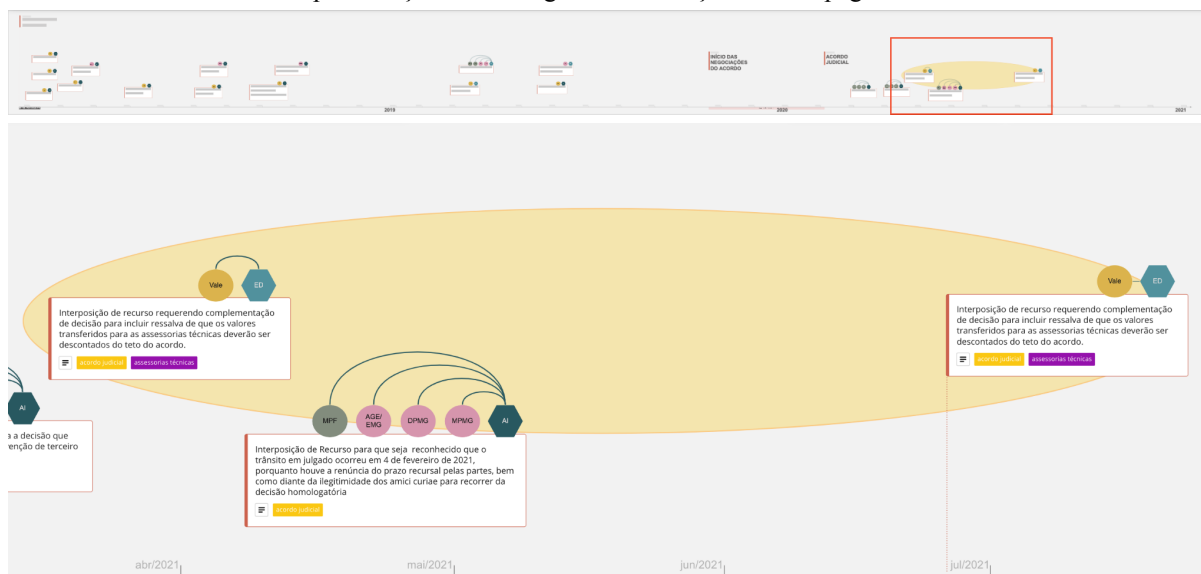 INÍCIO DAS
NEGOCIAÇÕES
DO ACORDO
ACORDO
JUDICIAL
2019
2020
2021
Vale
ED
Interposição de recurso requerendo complementação
de decisão para incluir ressalva de que os valores
transferidos para as assessorias técnicas deverão ser
descontados do teto do acordo.
acordo judicial
assessorias técnicas
Vale
ED
Interposição de recurso requerendo complementação
de decisão para incluir ressalva de que os valores
transferidos para as assessorias técnicas deverão ser
descontados do teto do acordo.
acordo judicial
assessorias técnicas
AI
a a decisão que
venção de terceiro
MPF
AGE/
EMG
DPMG
MPMG
AI
Interposição de Recurso para que seja reconhecido que o
trânsito em julgado ocorreu em 4 de fevereiro de 2021,
porquanto houve a renúncia do prazo recursal pelas partes, bem
como diante da ilegitimidade dos amici curiae para recorrer da
decisão homologatória
acordo judicial
abr/2021
mai/2021
jun/2021
jul/2021